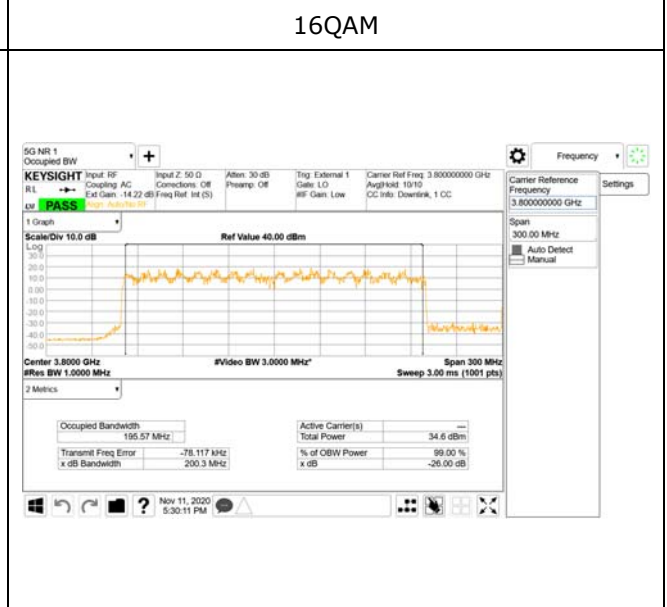 16QAM
5G NR 1
Occupied BW
Frequency
KEYSIGHT
Input: RF
Coupling: AC
Ext Gain: -14.22 dB
Align: Auto/No RF
Input Z: 50 Ω
Corrections: Off
Freq Ref: Int (S)
Atten: 30 dB
Preamp: Off
Trig: External 1
Gate: LO
#IF Gain: Low
Carrier Ref Freq: 3.800000000 GHz
Avg|Hold: 10/10
CC Info: Downlink, 1 CC
RL
PASS
Carrier Reference
Frequency
3.800000000 GHz
Settings
Span
300.00 MHz
Auto Detect
Manual
1 Graph
Scale/Div 10.0 dB
Ref Value 40.00 dBm
Log
30.0
20.0
10.0
0.00
-10.0
-20.0
-30.0
-40.0
-50.0
Center 3.8000 GHz
#Video BW 3.0000 MHz*
Span 300 MHz
#Res BW 1.0000 MHz
Sweep 3.00 ms (1001 pts)
2 Metrics
Occupied Bandwidth
195.57 MHz
Active Carrier(s)
---
Total Power
34.6 dBm
Transmit Freq Error
-78.117 kHz
% of OBW Power
99.00 %
x dB Bandwidth
200.3 MHz
x dB
-26.00 dB
Nov 11, 2020
5:30:11 PM